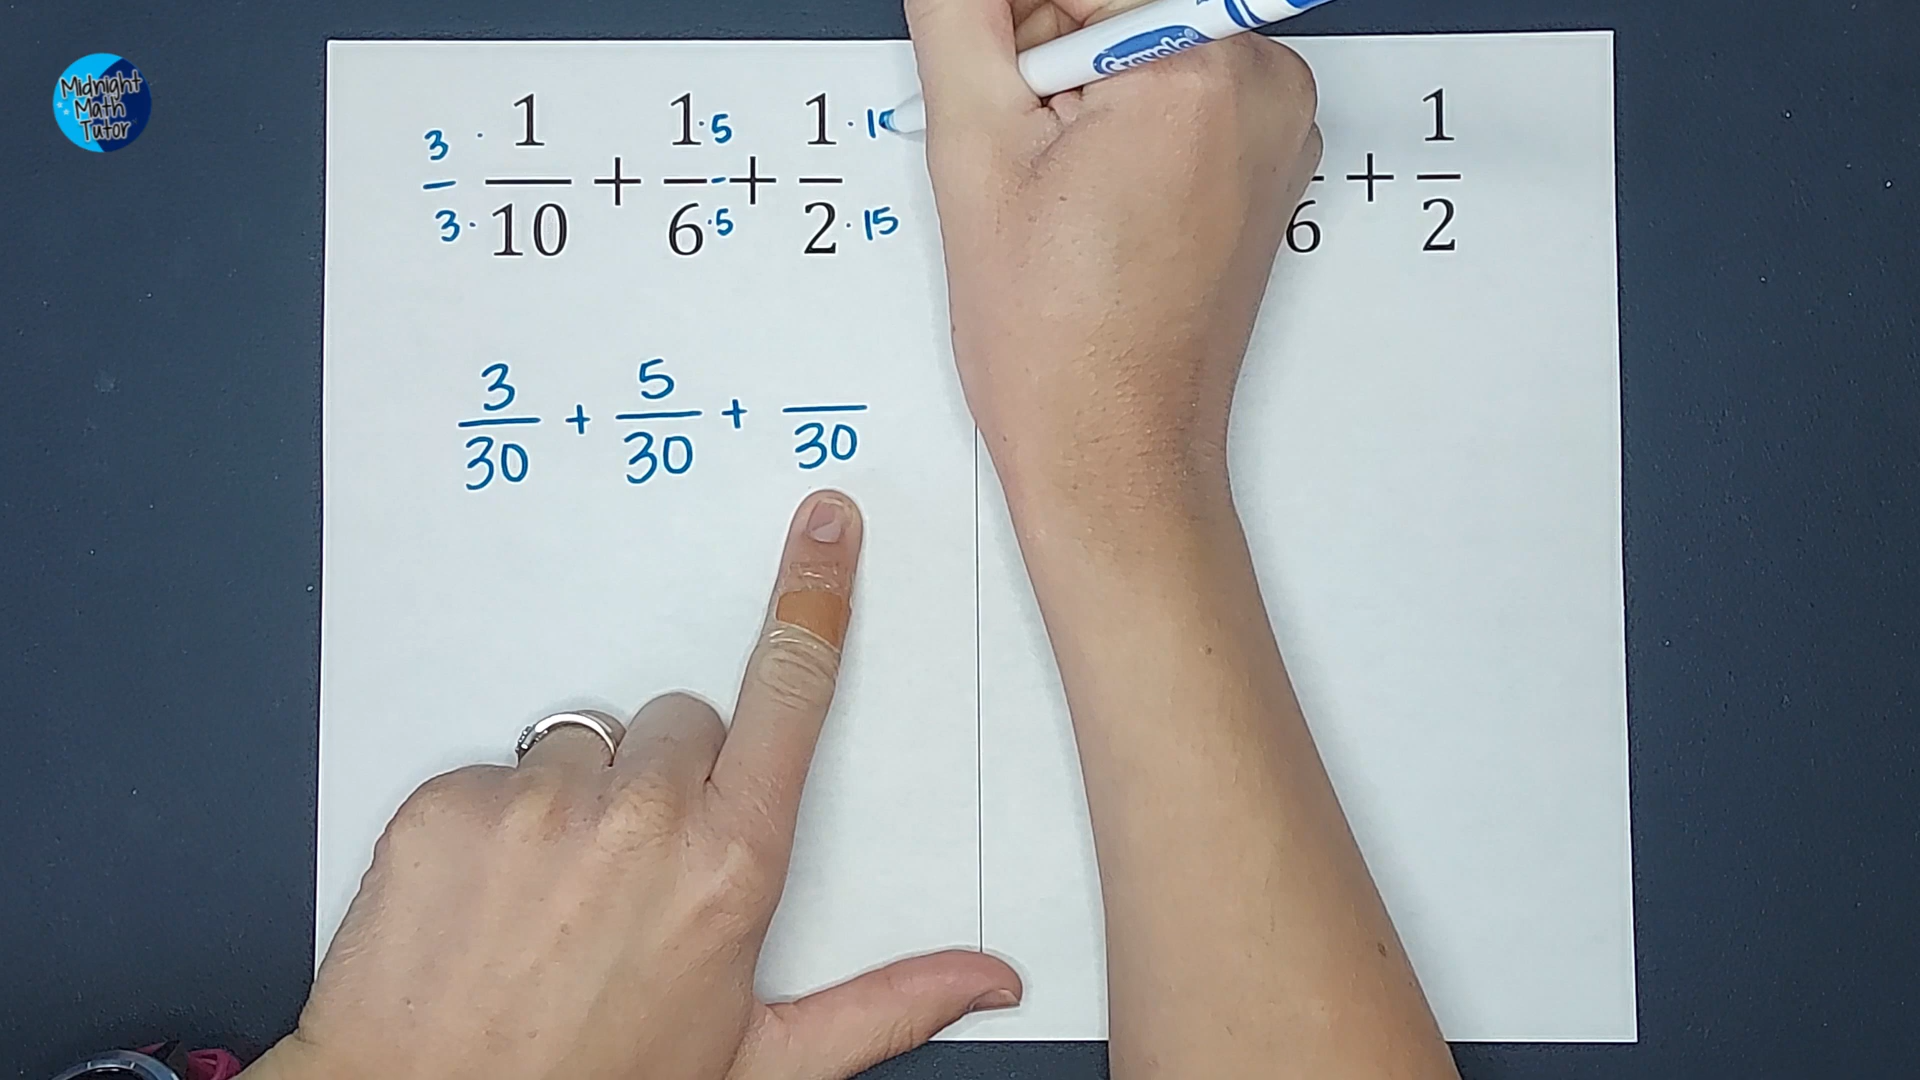 Midnight
Math
Tutor
Crayola®
3/3 · 1/10 + 1·5/6·5 + 1·1/2·15
3/30 + 5/30 + /30
6 + 1/2